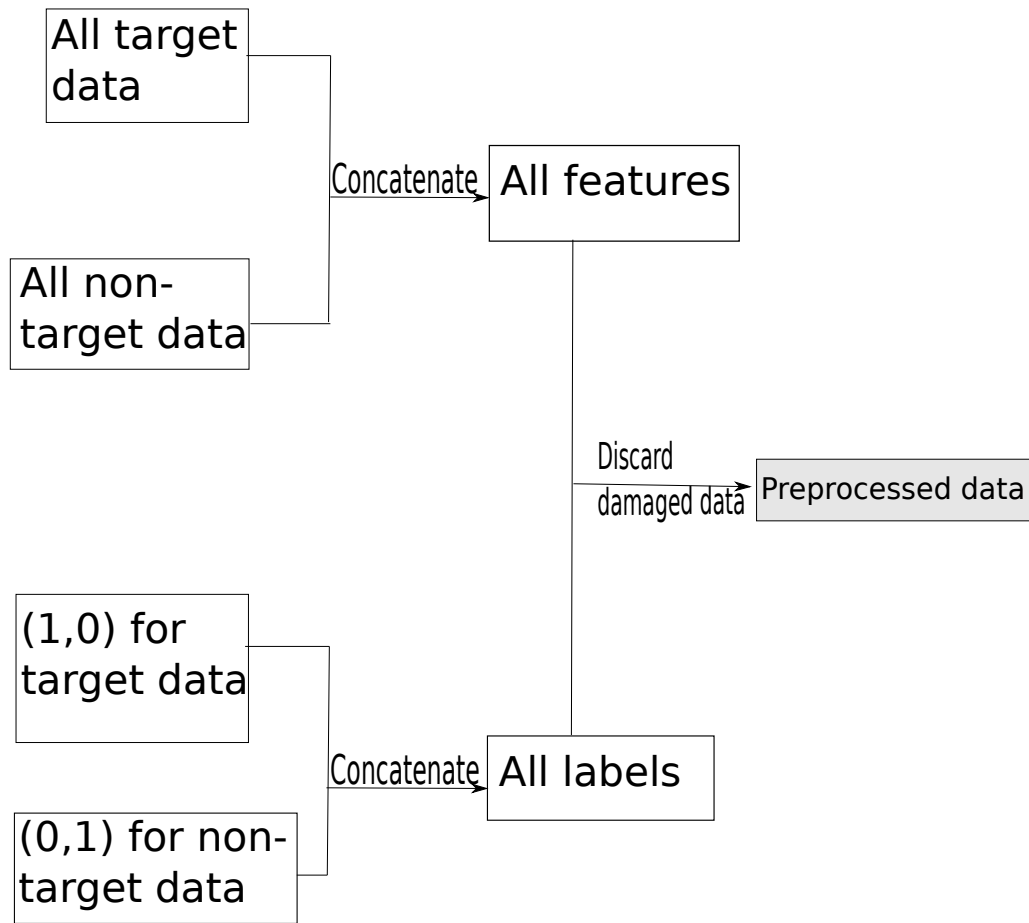 All target
data
Concatenate
All features
All non-
target data
Discard
damaged data
Preprocessed data
(1,0) for
target data
Concatenate
All labels
(0,1) for non-
target data